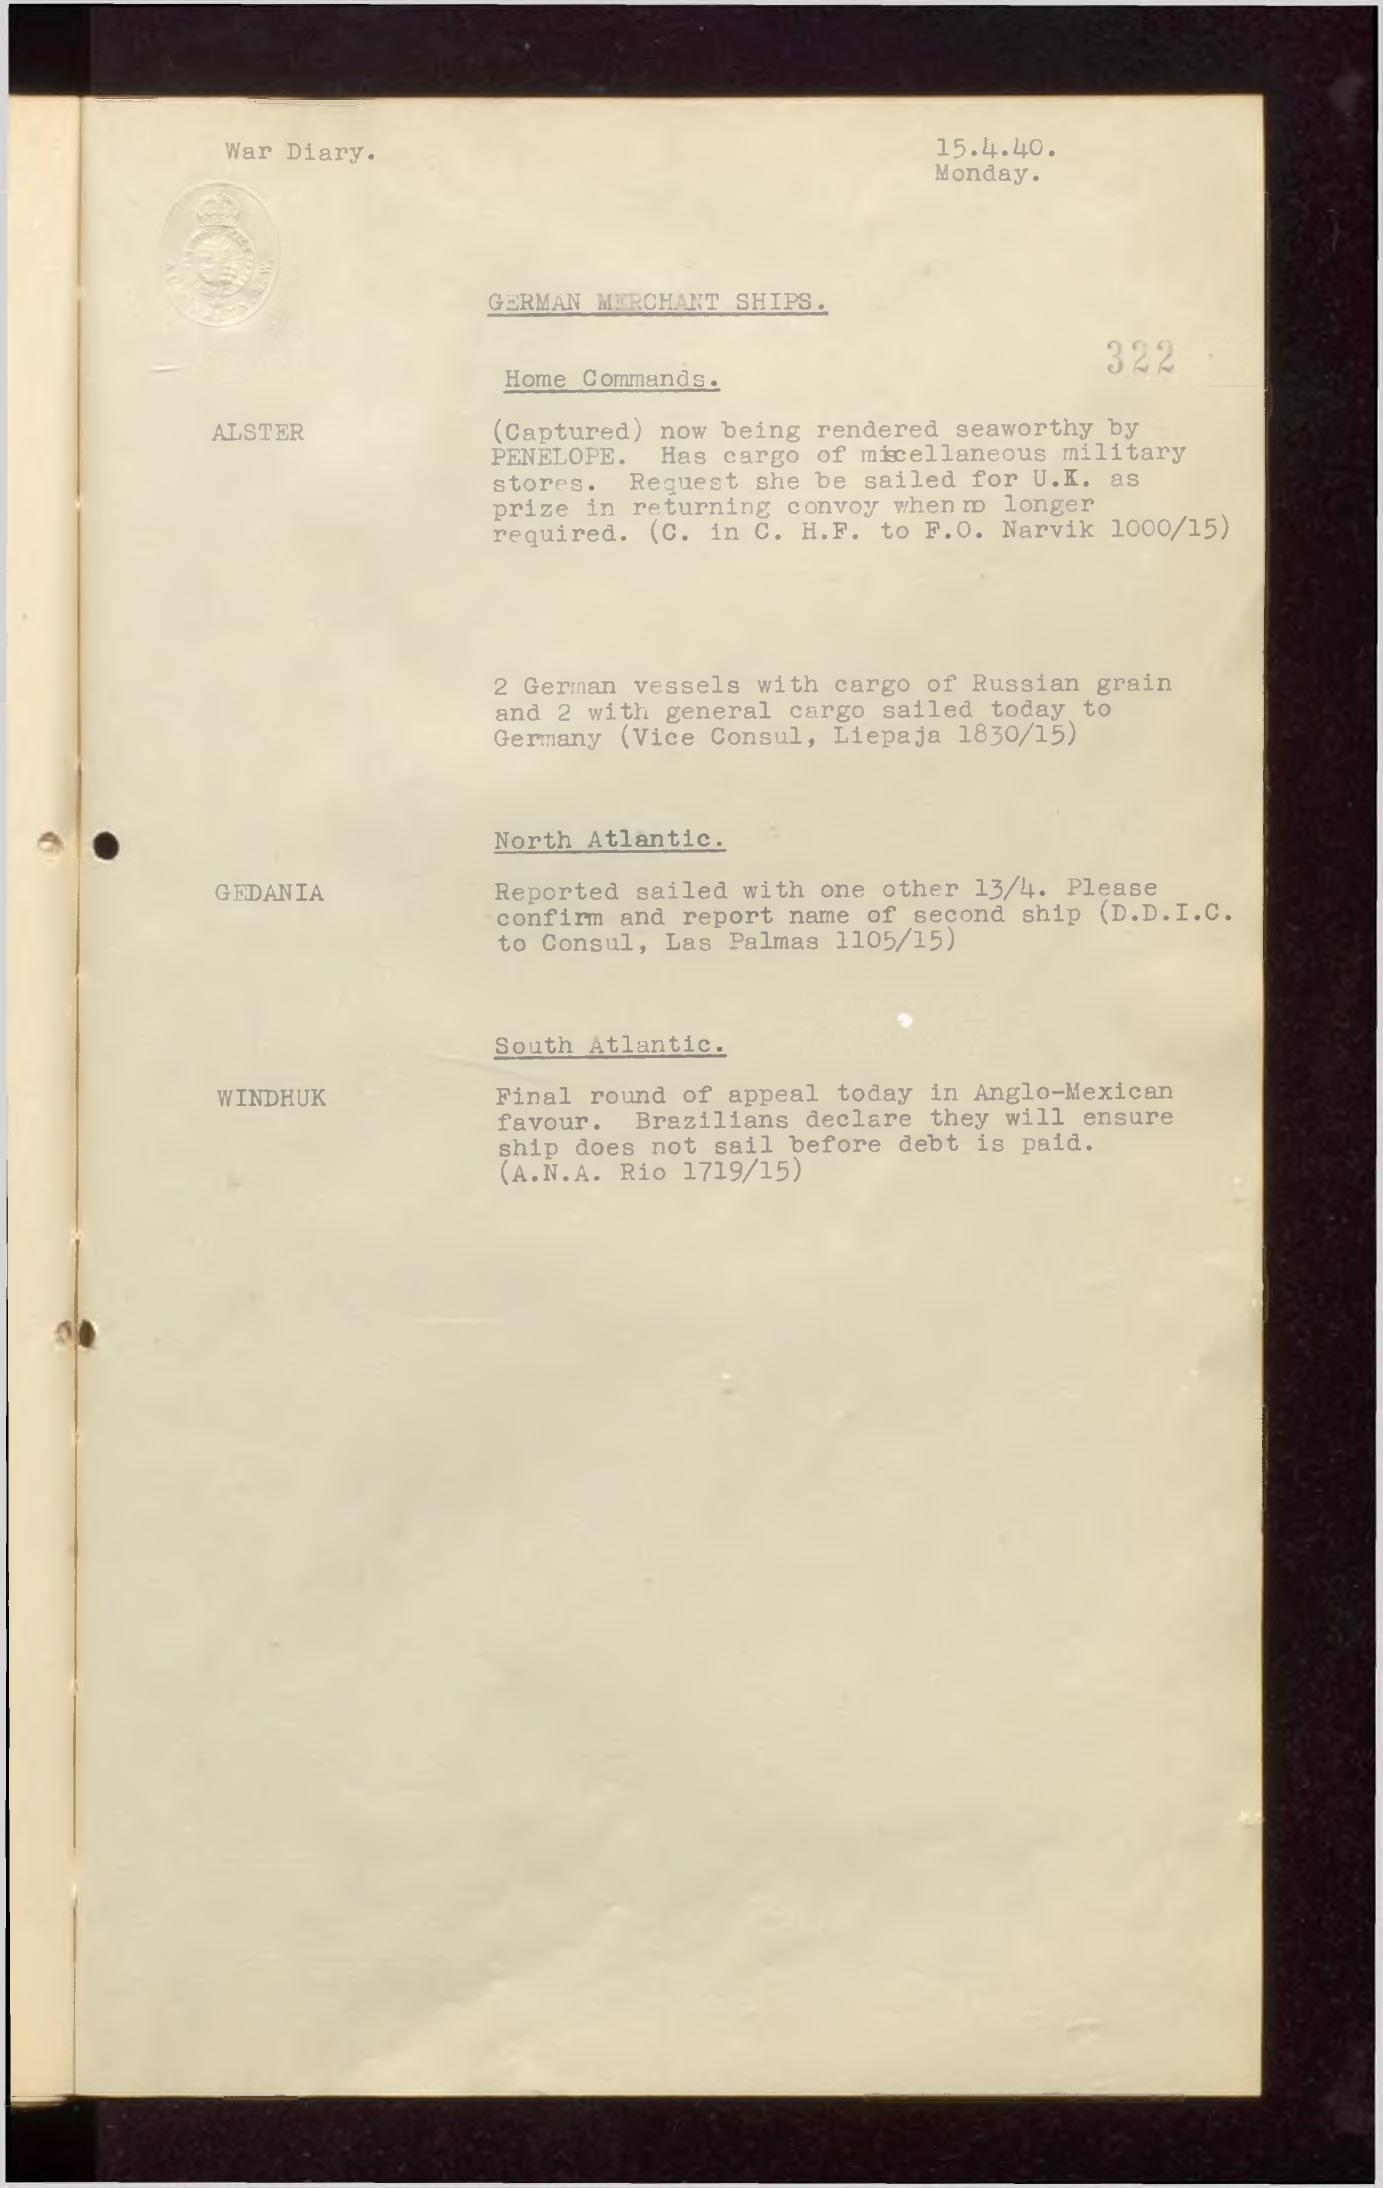 War Diary.
15.4.40.
Monday.
GERMAN MERCHANT SHIPS.
322
Home Commands.
ALSTER
(Captured) now being rendered seaworthy by
PENELOPE. Has cargo of miscellaneous military
stores. Request she be sailed for U.K. as
prize in returning convoy when no longer
required. (C. in C. H.F. to F.O. Narvik 1000/15)
2 German vessels with cargo of Russian grain
and 2 with general cargo sailed today to
Germany (Vice Consul, Liepaja 1830/15)
North Atlantic.
GEDANIA
Reported sailed with one other 13/4. Please
confirm and report name of second ship (D.D.I.C.
to Consul, Las Palmas 1105/15)
South Atlantic.
WINDHUK
Final round of appeal today in Anglo-Mexican
favour. Brazilians declare they will ensure
ship does not sail before debt is paid.
(A.N.A. Rio 1719/15)